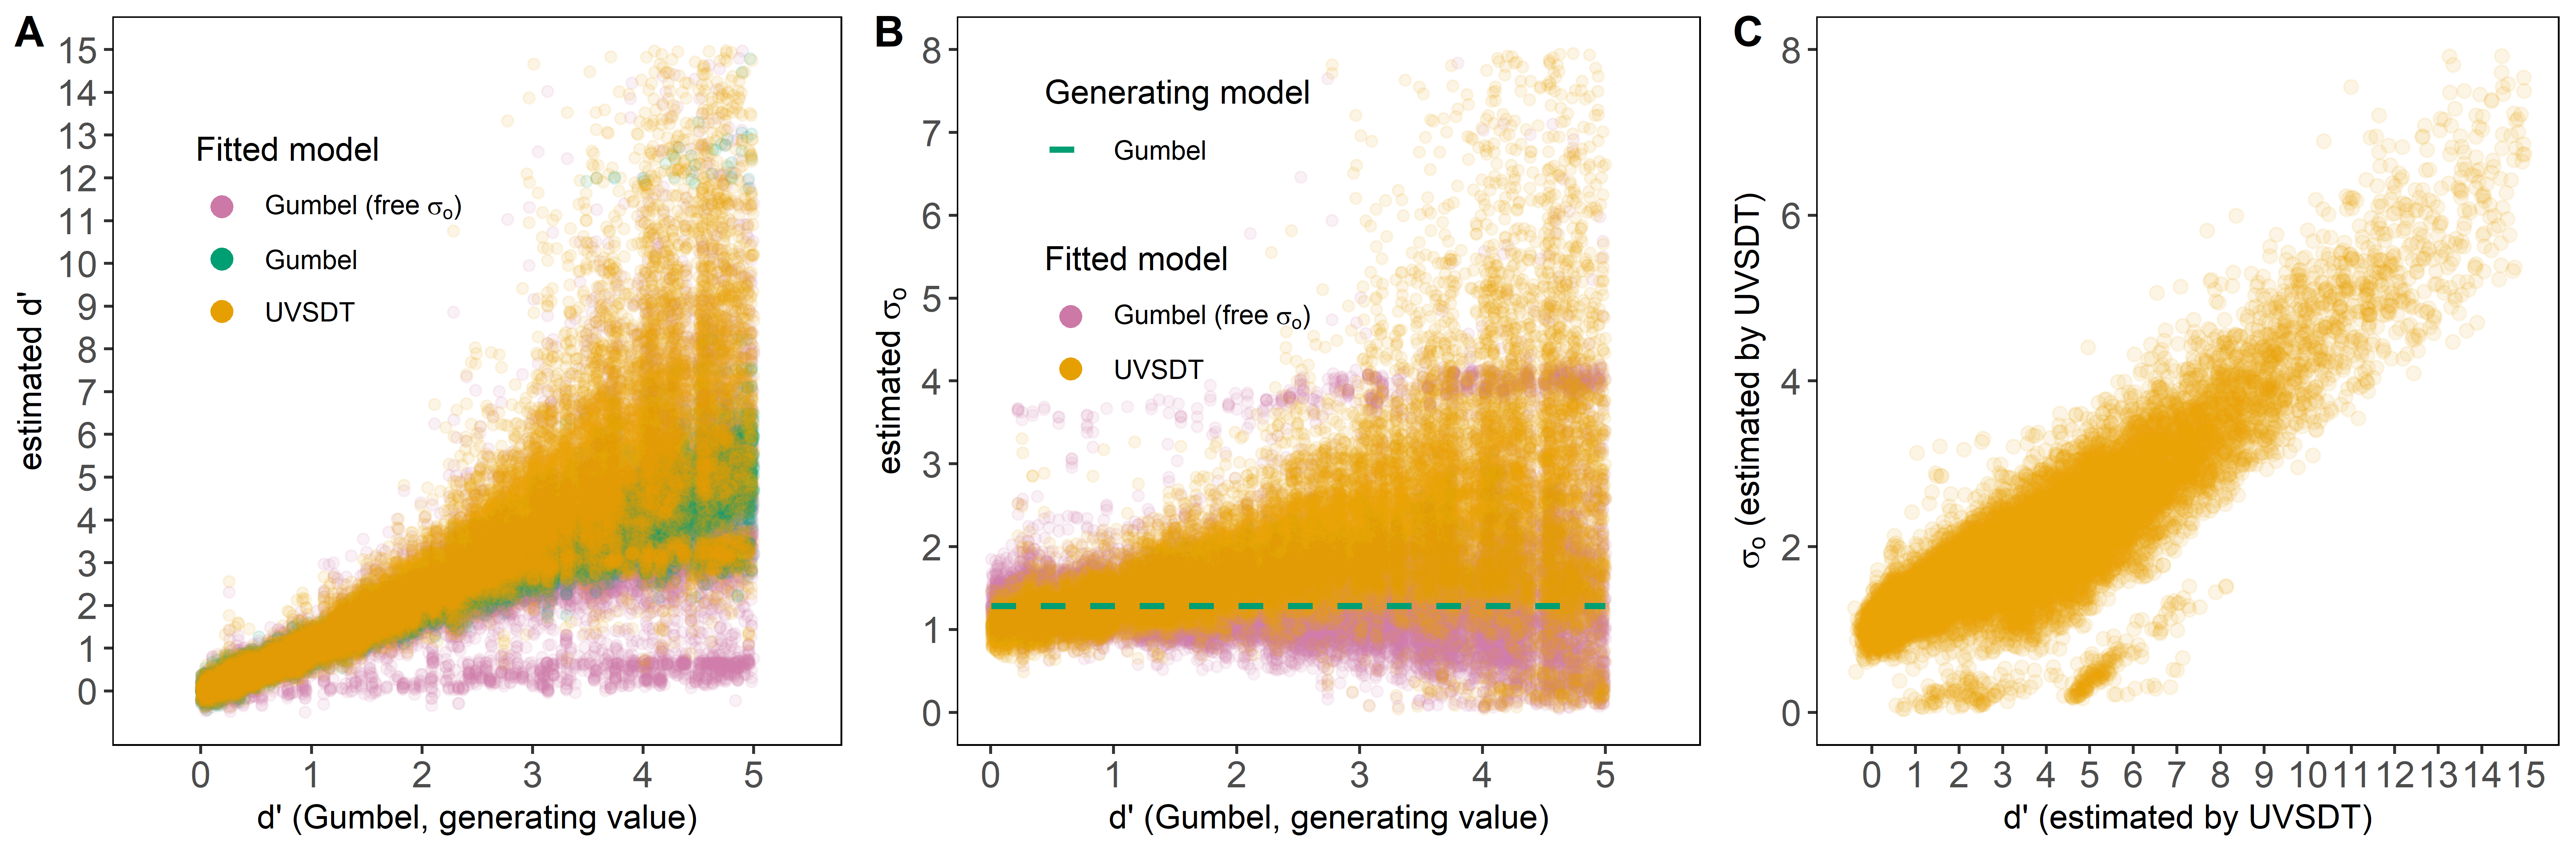 A
estimated d'
15
14
13
12
11
10
9
8
7
6
5
4
3
2
1
0
Fitted model
Gumbel (free σo)
Gumbel
UVSDT
0 1 2 3 4 5
d' (Gumbel, generating value)
B
estimated σo
8
7
6
5
4
3
2
1
0
Generating model
Gumbel
Fitted model
Gumbel (free σo)
UVSDT
0 1 2 3 4 5
d' (Gumbel, generating value)
C
σo (estimated by UVSDT)
8
6
4
2
0
0 1 2 3 4 5 6 7 8 9 10 11 12 13 14 15
d' (estimated by UVSDT)